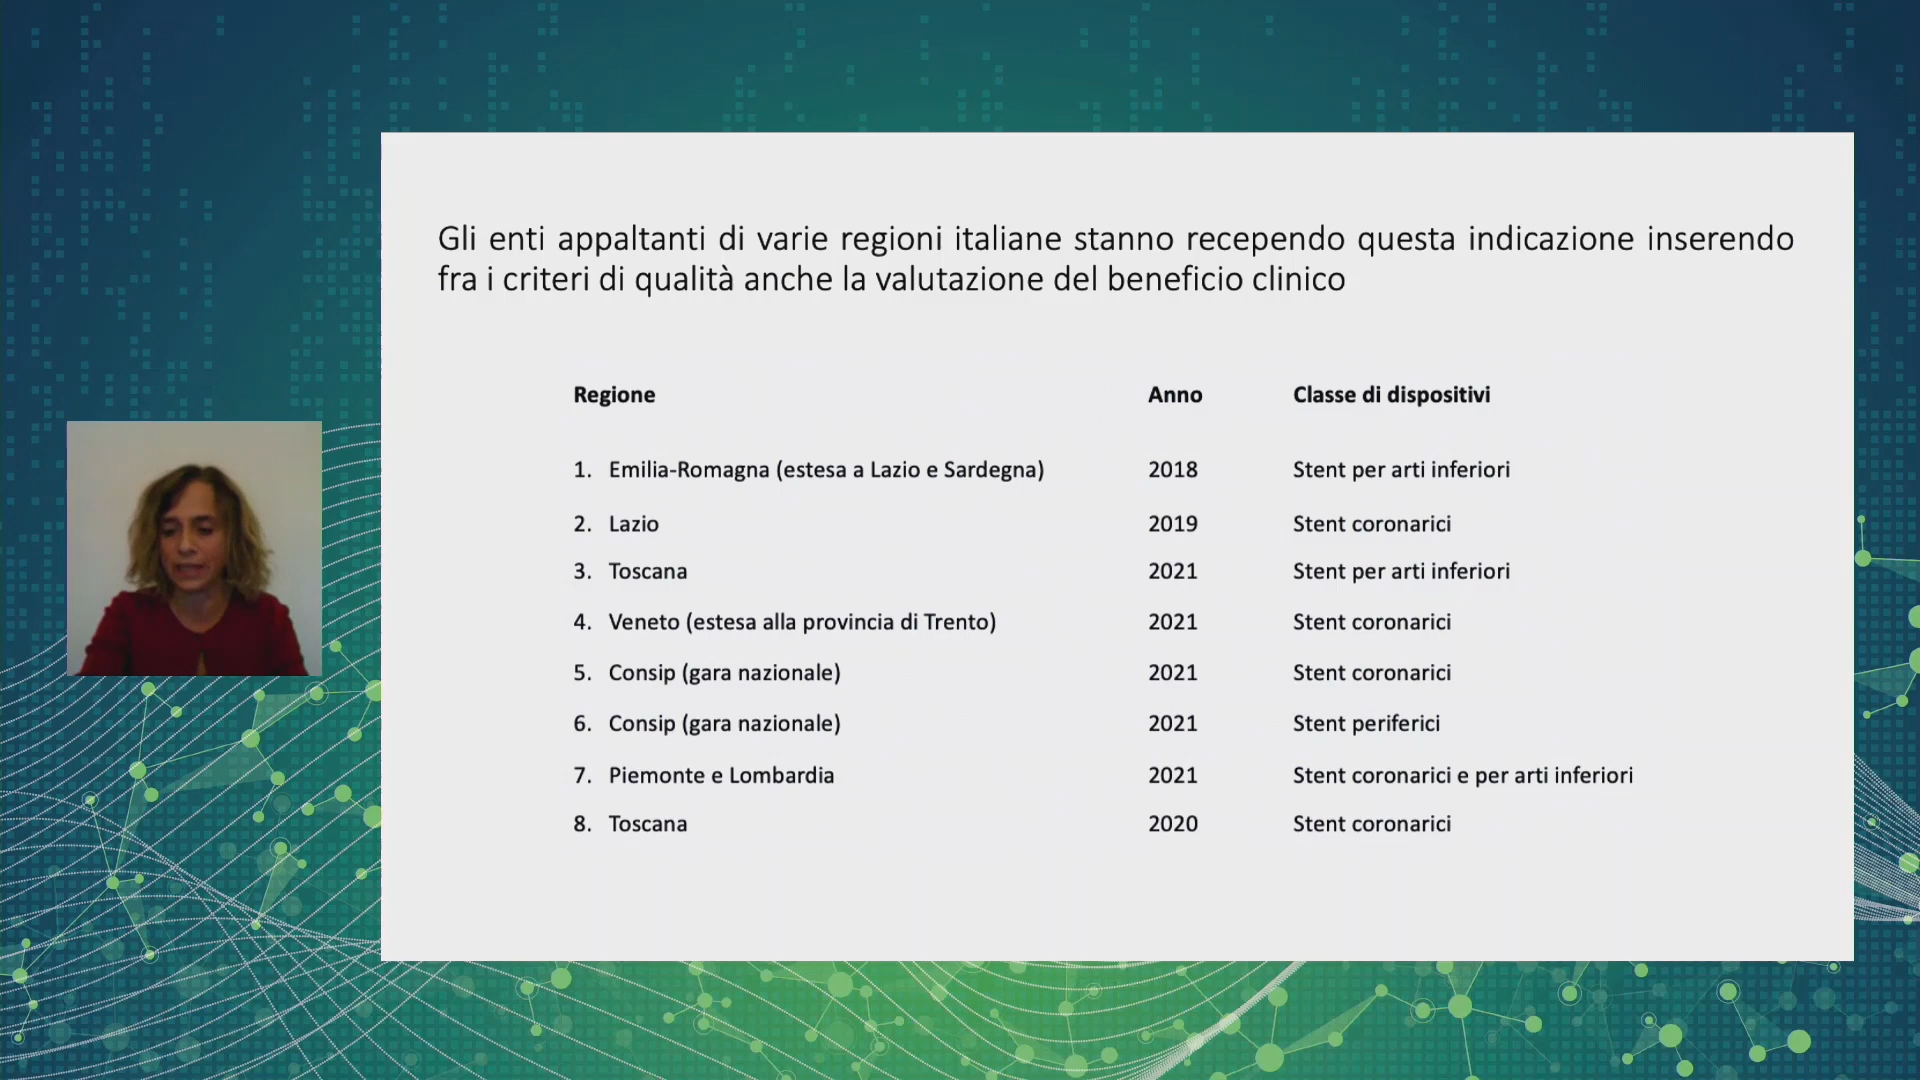 Gli enti appaltanti di varie regioni italiane stanno recependo questa indicazione inserendo
fra i criteri di qualità anche la valutazione del beneficio clinico
Regione Anno Classe di dispositivi
1. Emilia-Romagna (estesa a Lazio e Sardegna) 2018 Stent per arti inferiori
2. Lazio 2019 Stent coronarici
3. Toscana 2021 Stent per arti inferiori
4. Veneto (estesa alla provincia di Trento) 2021 Stent coronarici
5. Consip (gara nazionale) 2021 Stent coronarici
6. Consip (gara nazionale) 2021 Stent periferici
7. Piemonte e Lombardia 2021 Stent coronarici e per arti inferiori
8. Toscana 2020 Stent coronarici